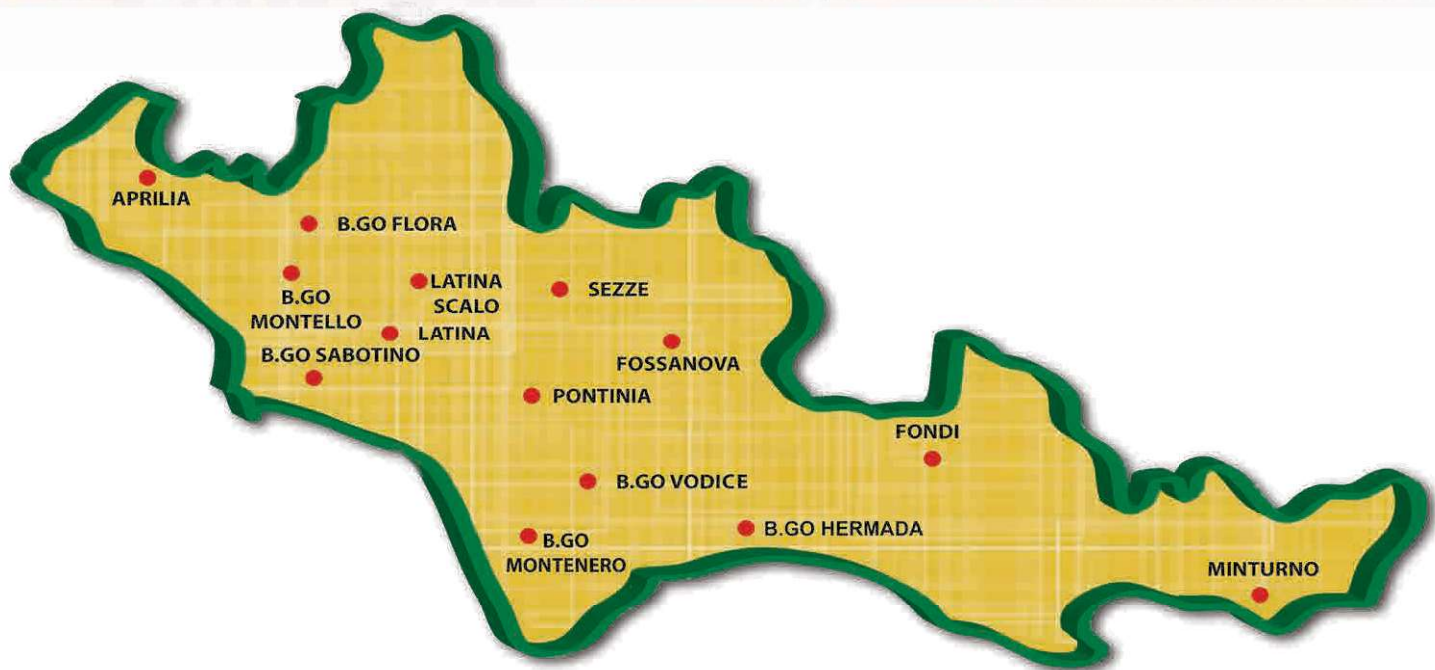 APRILIA
B.GO FLORA
B.GO
MONTELLO
LATINA
SCALO
LATINA
B.GO SABOTINO
SEZZE
FOSSANOVA
PONTINIA
FONDI
B.GO VODICE
B.GO HERMADA
B.GO
MONTENERO
MINTURNO